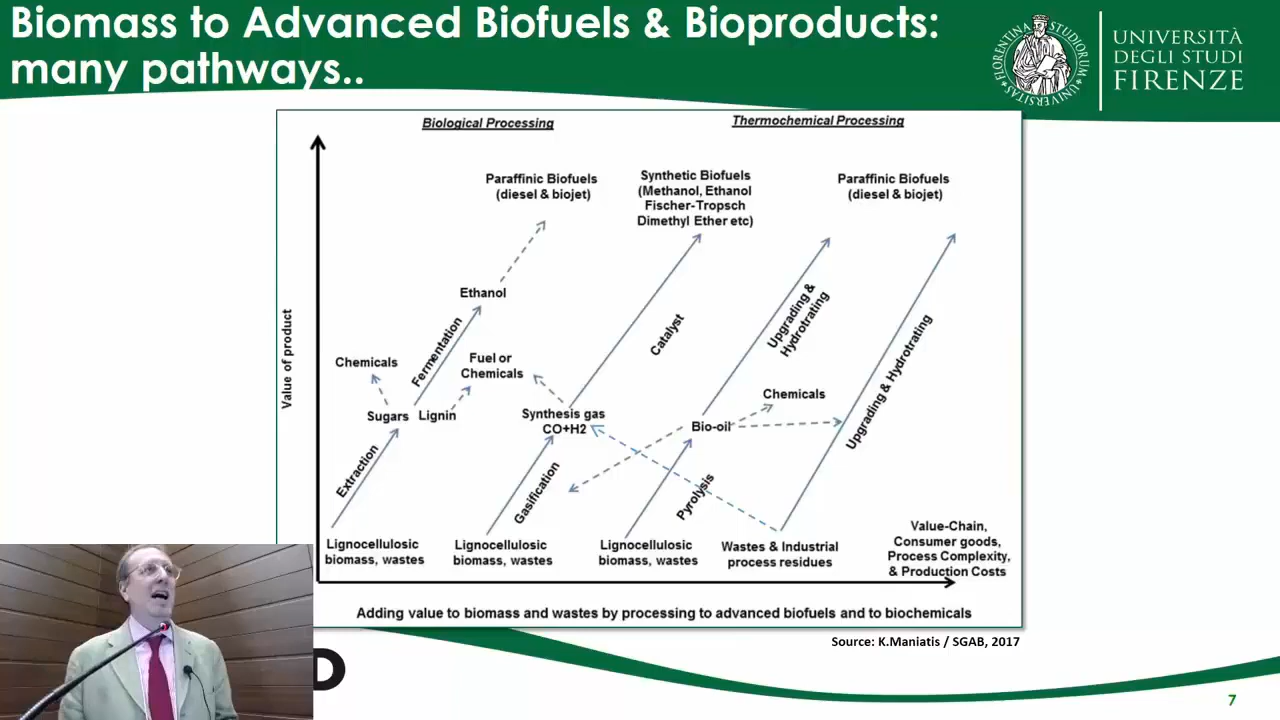 Biomass to Advanced Biofuels & Bioproducts:
many pathways..
FLORENTINA STUDIORUM UNIVERSITAS
UNIVERSITÀ
DEGLI STUDI
FIRENZE
Biological Processing
Thermochemical Processing
Paraffinic Biofuels
(diesel & biojet)
Synthetic Biofuels
(Methanol, Ethanol
Fischer-Tropsch
Dimethyl Ether etc)
Paraffinic Biofuels
(diesel & biojet)
Value of product
Ethanol
Fermentation
Catalyst
Upgrading &
Hydrotrating
Upgrading & Hydrotrating
Chemicals
Fuel or
Chemicals
Chemicals
Sugars
Lignin
Synthesis gas
CO+H2
Bio-oil
Extraction
Gasification
Pyrolysis
Lignocellulosic
biomass, wastes
Lignocellulosic
biomass, wastes
Lignocellulosic
biomass, wastes
Wastes & Industrial
process residues
Value-Chain,
Consumer goods,
Process Complexity,
& Production Costs
Adding value to biomass and wastes by processing to advanced biofuels and to biochemicals
Source: K.Maniatis / SGAB, 2017
D
7